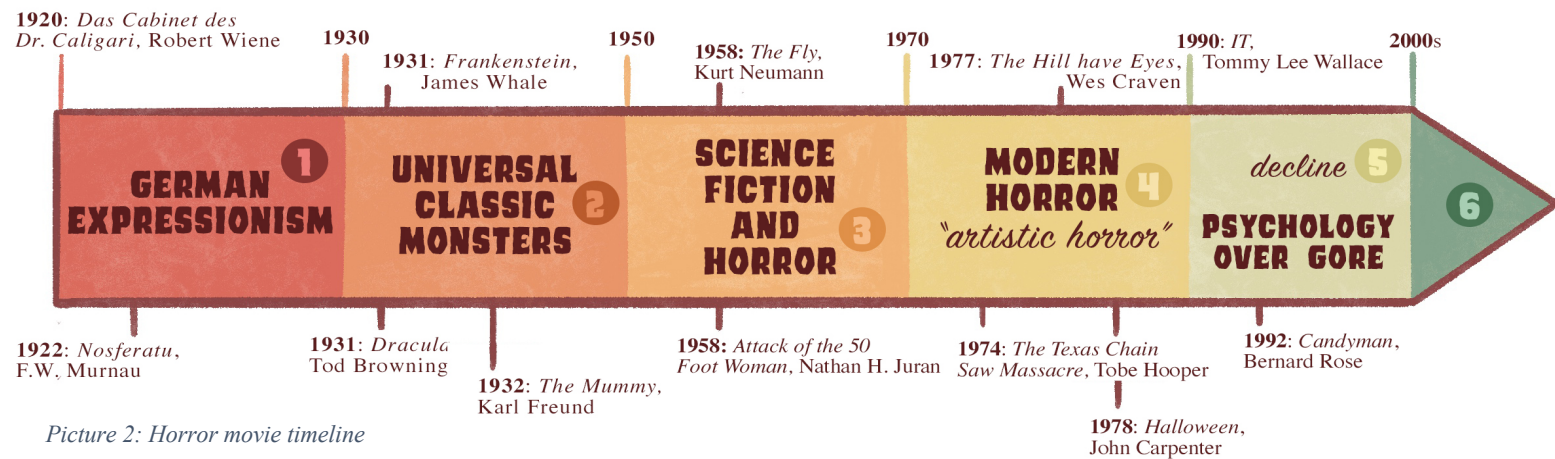 1920: Das Cabinet des
Dr. Caligari, Robert Wiene
1930
1931: Frankenstein,
James Whale
1950
1958: The Fly,
Kurt Neumann
1970
1977: The Hill have Eyes,
Wes Craven
1990: IT,
Tommy Lee Wallace
2000s
GERMAN
EXPRESSIONISM
1
UNIVERSAL
CLASSIC
MONSTERS
2
SCIENCE
FICTION
AND
HORROR
3
MODERN
HORROR
"artistic horror"
4
decline
5
PSYCHOLOGY
OVER GORE
6
1922: Nosferatu,
F.W. Murnau
1931: Dracula
Tod Browning
1932: The Mummy,
Karl Freund
1958: Attack of the 50
Foot Woman, Nathan H. Juran
1974: The Texas Chain
Saw Massacre, Tobe Hooper
1978: Halloween,
John Carpenter
1992: Candyman,
Bernard Rose
Picture 2: Horror movie timeline